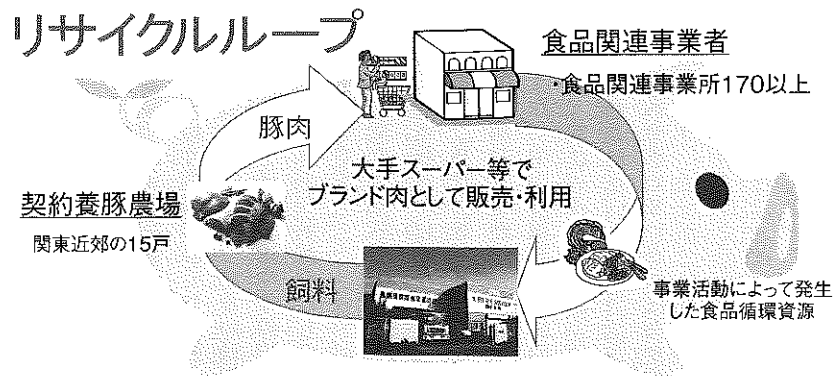 リサイクルループ
食品関連事業者
・食品関連事業所170以上
豚肉
大手スーパー等で
ブランド肉として販売・利用
契約養豚農場
関東近郊の15戸
飼料
事業活動によって発生
した食品循環資源